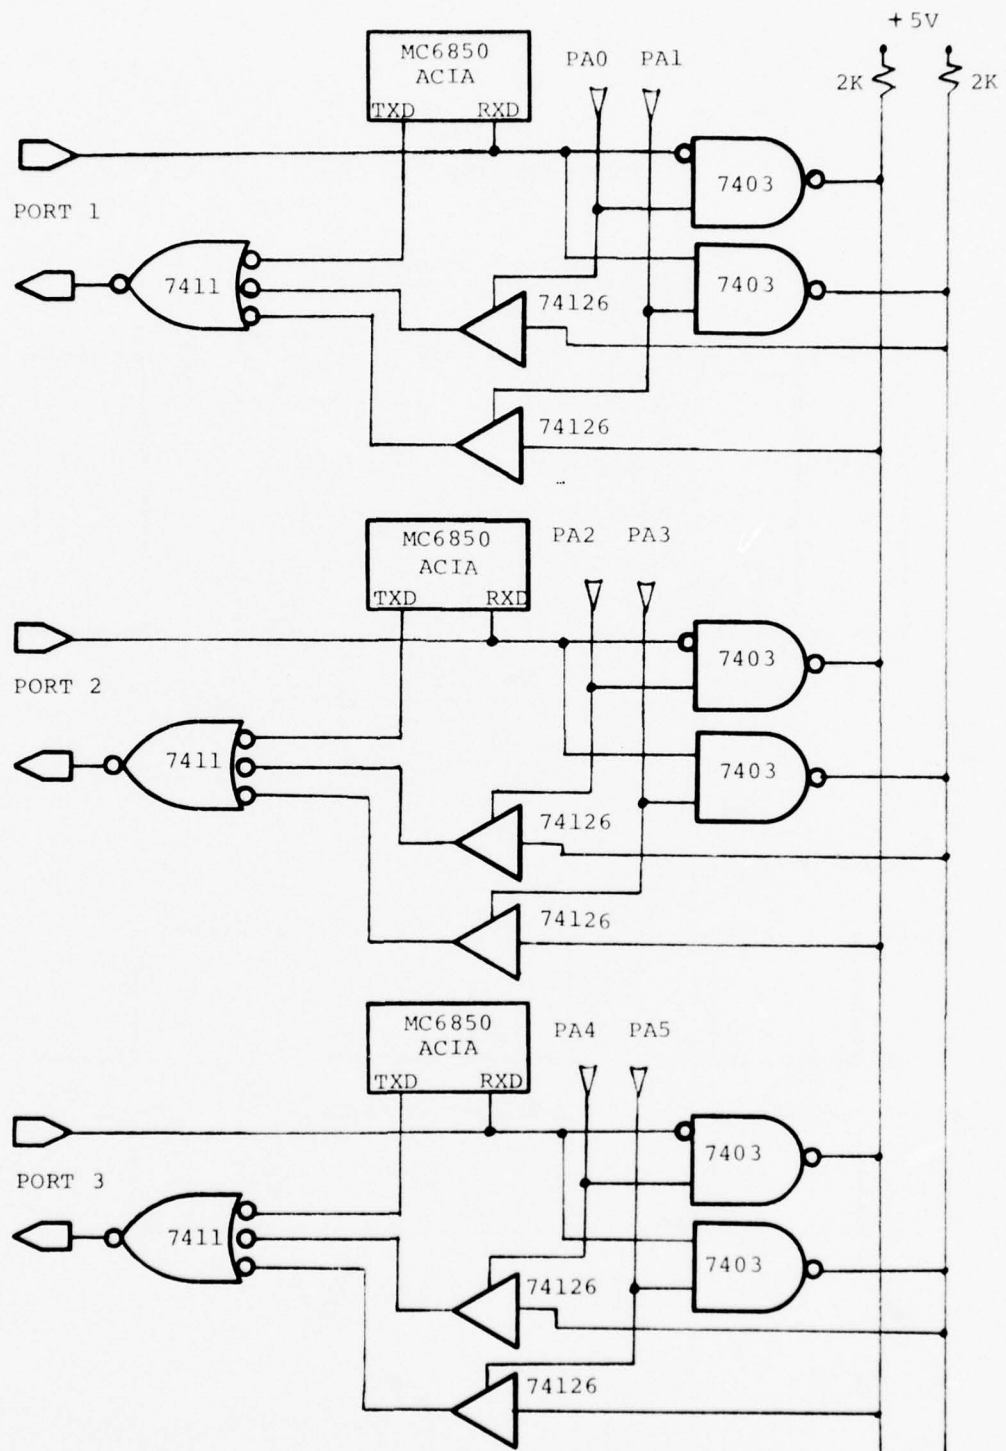 +5V
MC6850
ACIA
TXD RXD
PA0 PA1
2K 2K
7403
PORT 1
7411
7403
74126
74126
MC6850
ACIA
TXD RXD
PA2 PA3
7403
PORT 2
7411
7403
74126
74126
MC6850
ACIA
TXD RXD
PA4 PA5
7403
PORT 3
7411
7403
74126
74126